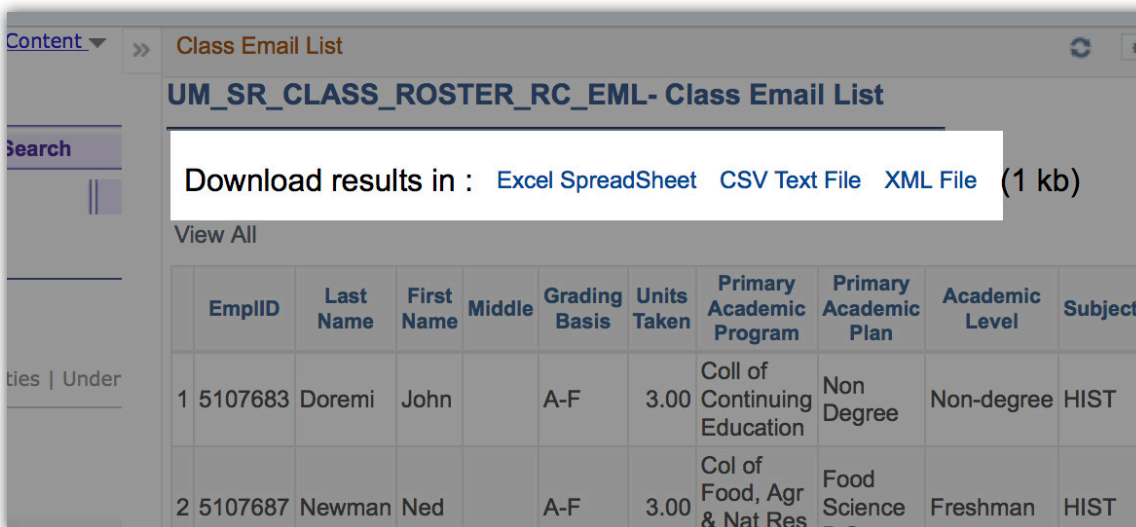 Content
Class Email List
UM_SR_CLASS_ROSTER_RC_EML- Class Email List
Search
Download results in : Excel SpreadSheet CSV Text File XML File (1 kb)
View All
EmplID Last Name First Name Middle Grading Basis Units Taken Primary Academic Program Primary Academic Plan Academic Level Subject
ties | Under
1 5107683 Doremi John A-F 3.00 Coll of Continuing Education Non Degree Non-degree HIST
2 5107687 Newman Ned A-F 3.00 Col of Food, Agr & Nat Res Food Science Freshman HIST